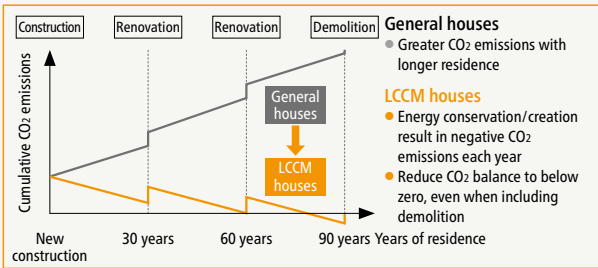 Construction
Renovation
Renovation
Demolition
Cumulative CO2 emissions
General
houses
LCCM
houses
New
construction
30 years
60 years
90 years
Years of residence
General houses
● Greater CO2 emissions with
longer residence
LCCM houses
● Energy conservation/creation
result in negative CO2
emissions each year
● Reduce CO2 balance to below
zero, even when including
demolition